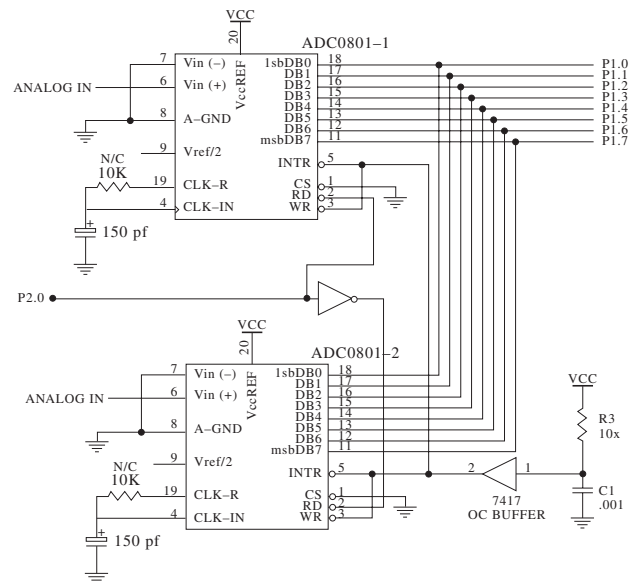 VCC
20
ADC0801–1
7 Vin (–)
VccREF
1sbDB0 18 P1.0
DB1 17 P1.1
ANALOG IN 6 Vin (+)
DB2 16 P1.2
DB3 15 P1.3
DB4 14 P1.4
8 A–GND
DB5 13 P1.5
DB6 12 P1.6
msbDB7 11 P1.7
9 Vref/2
INTR 5
N/C
10K
19 CLK–R
CS 1
RD 2
4 CLK–IN
WR 3
150 pf
P2.0
VCC
20
ADC0801–2
7 Vin (–)
VccREF
1sbDB0 18
DB1 17
ANALOG IN 6 Vin (+)
DB2 16
DB3 15
DB4 14
8 A–GND
DB5 13
DB6 12
msbDB7 11
VCC
R3
10x
9 Vref/2
INTR 5
2 1
N/C
10K
19 CLK–R
CS 1
RD 2
4 CLK–IN
WR 3
7417
OC BUFFER
C1
.001
150 pf